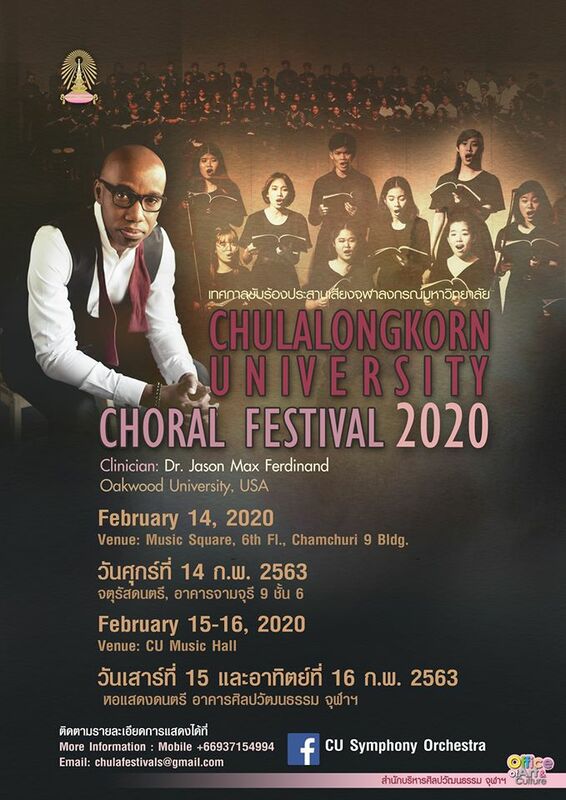 เทศกาลขับร้องประสานเสียงจุฬาลงกรณ์มหาวิทยาลัย
CHULALONGKORN
UNIVERSITY
CHORAL FESTIVAL 2020
Clinician: Dr. Jason Max Ferdinand
Oakwood University, USA
February 14, 2020
Venue: Music Square, 6th Fl., Chamchuri 9 Bldg.
วันศุกร์ที่ 14 ก.พ. 2563
จตุรัสดนตรี, อาคารจามจุรี 9 ชั้น 6
February 15-16, 2020
Venue: CU Music Hall
วันเสาร์ที่ 15 และอาทิตย์ที่ 16 ก.พ. 2563
หอแสดงดนตรี อาคารศิลปวัฒนธรรม จุฬาฯ
ติดตามรายละเอียดการแสดงได้ที่
More Information : Mobile +66937154994
Email: chulafestivals@gmail.com
f CU Symphony Orchestra
สำนักบริหารศิลปวัฒนธรรม จุฬาฯ
Office
of Art &
Culture